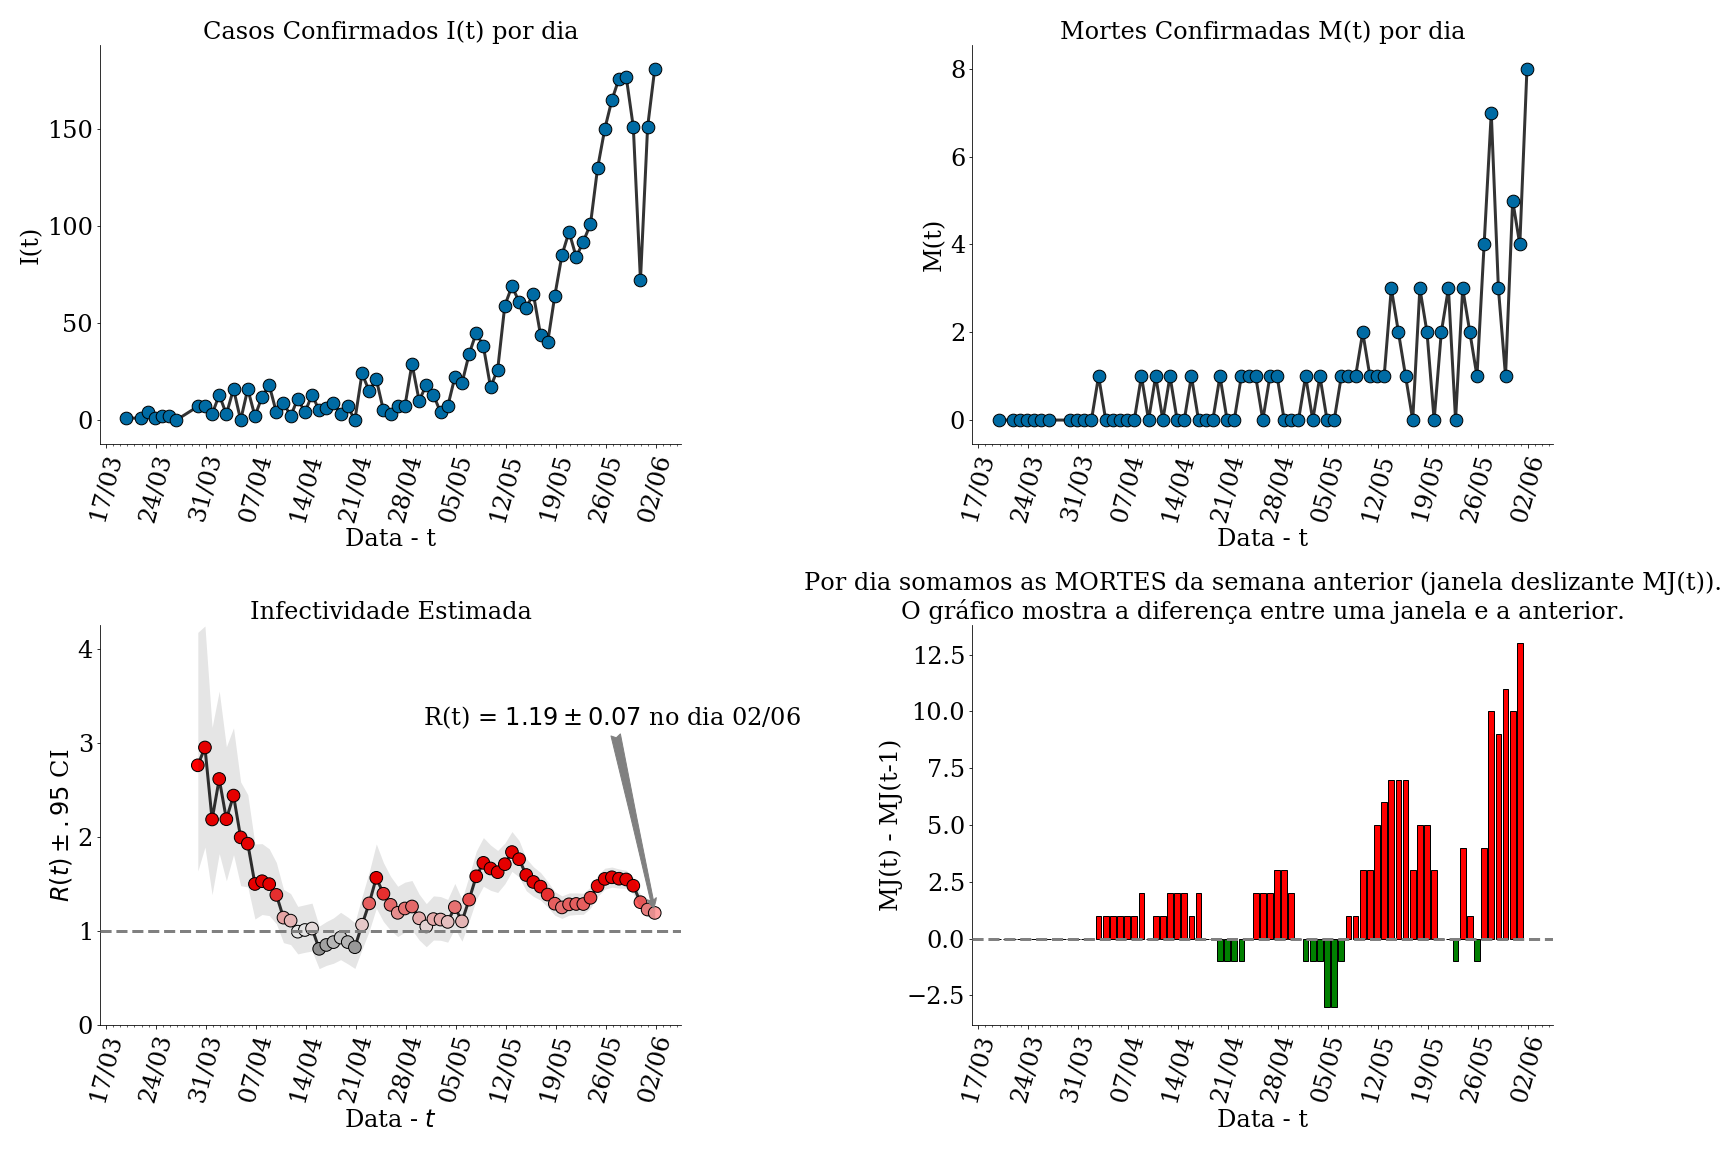 Casos Confirmados I(t) por dia
I(t)
150
100
50
0
17/03 24/03 31/03 07/04 14/04 21/04 28/04 05/05 12/05 19/05 26/05 02/06
Data - t
Mortes Confirmadas M(t) por dia
M(t)
8
6
4
2
0
17/03 24/03 31/03 07/04 14/04 21/04 28/04 05/05 12/05 19/05 26/05 02/06
Data - t
Infectividade Estimada
R(t) ± .95 CI
4
3
2
1
0
R(t) = 1.19 ± 0.07 no dia 02/06
17/03 24/03 31/03 07/04 14/04 21/04 28/04 05/05 12/05 19/05 26/05 02/06
Data - t
Por dia somamos as MORTES da semana anterior (janela deslizante MJ(t)).
O gráfico mostra a diferença entre uma janela e a anterior.
MJ(t) - MJ(t-1)
12.5
10.0
7.5
5.0
2.5
0.0
−2.5
17/03 24/03 31/03 07/04 14/04 21/04 28/04 05/05 12/05 19/05 26/05 02/06
Data - t